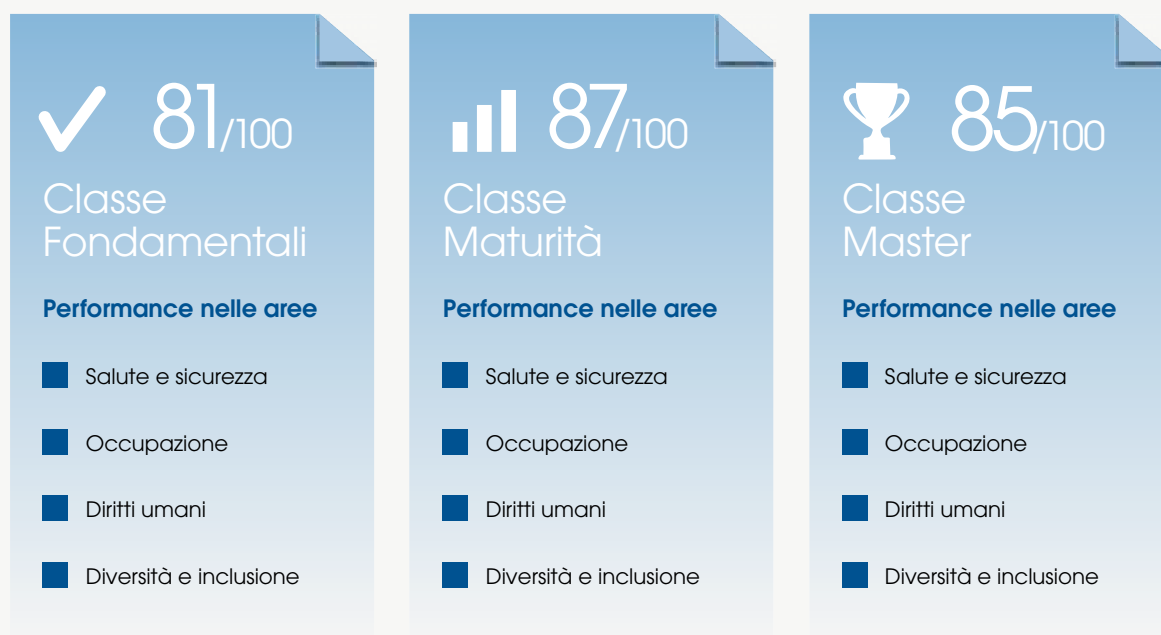 81/100
Classe
Fondamentali
Performance nelle aree
Salute e sicurezza
Occupazione
Diritti umani
Diversità e inclusione
87/100
Classe
Maturità
Performance nelle aree
Salute e sicurezza
Occupazione
Diritti umani
Diversità e inclusione
85/100
Classe
Master
Performance nelle aree
Salute e sicurezza
Occupazione
Diritti umani
Diversità e inclusione